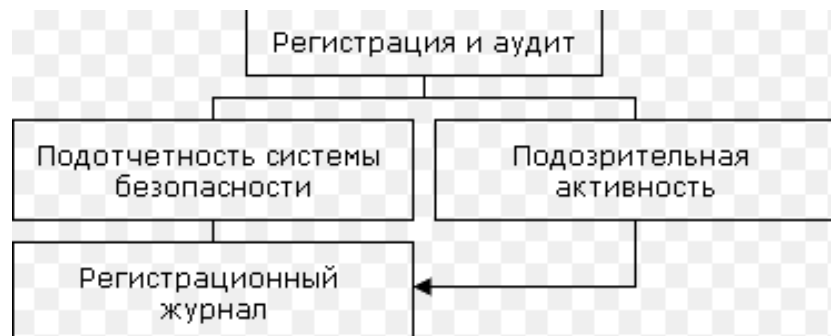 Регистрация и аудит
Подотчетность системы
безопасности
Подозрительная
активность
Регистрационный
журнал